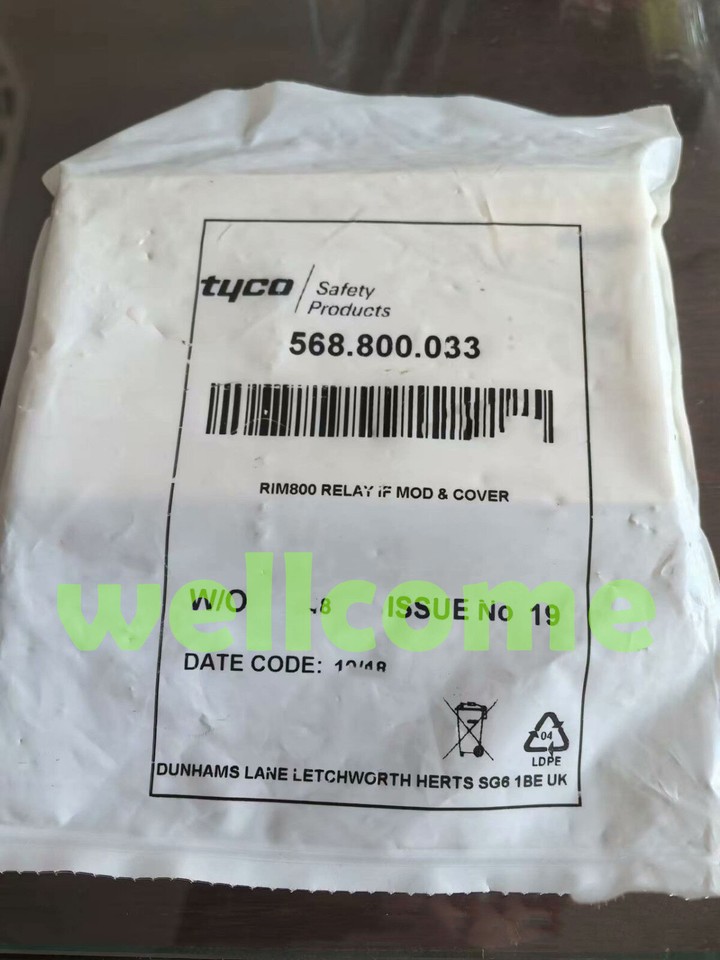 tyco / Safety
Products
568.800.033
RIM800 RELAY IF MOD & COVER
wellcome
W/O 8 ISSUE No 19
DATE CODE:
04
LDPE
DUNHAMS LANE LETCHWORTH HERTS SG6 1BE UK